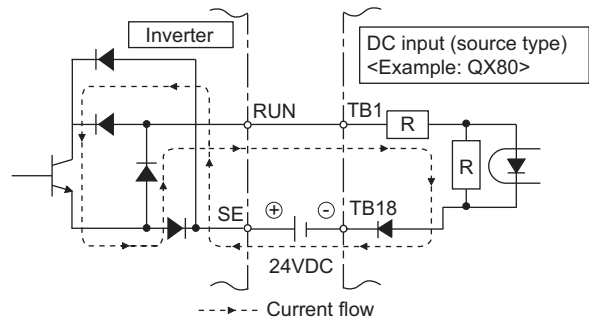 Inverter
DC input (source type)
<Example: QX80>
RUN
TB1
R
R
SE
⊕
⊖
TB18
24VDC
Current flow